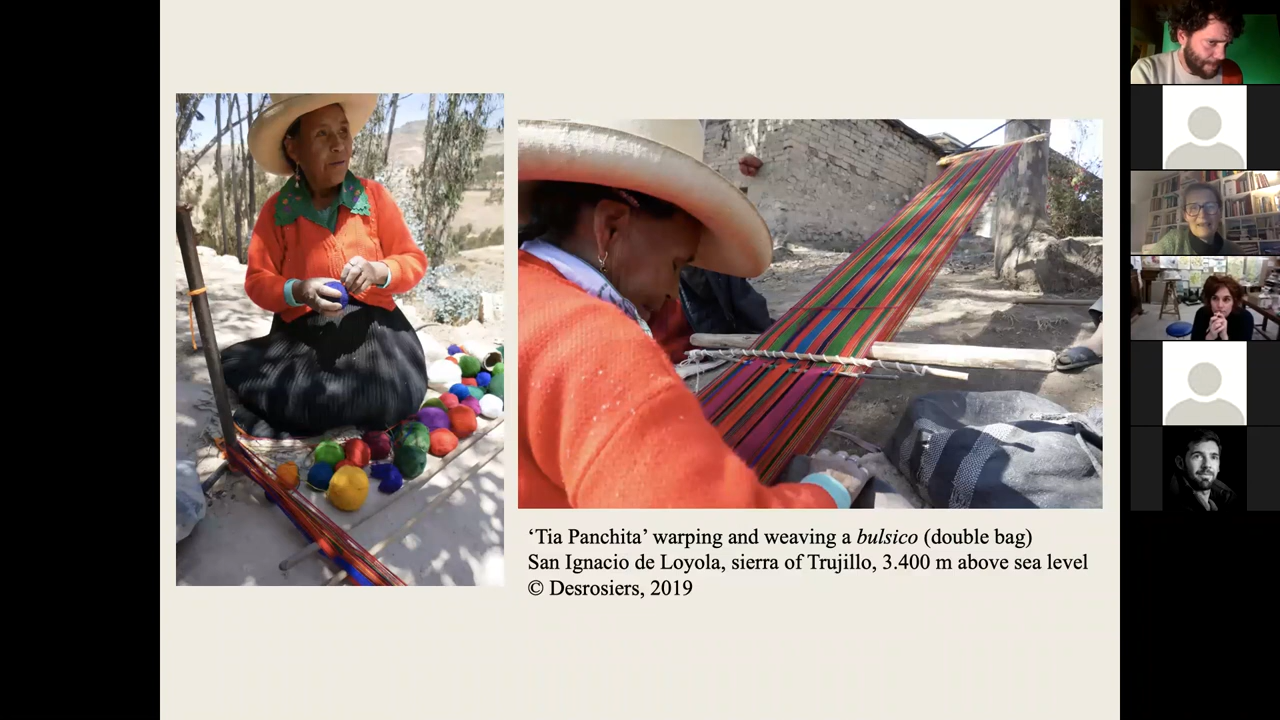 ‘Tia Panchita’ warping and weaving a bulsico (double bag)
San Ignacio de Loyola, sierra of Trujillo, 3.400 m above sea level
© Desrosiers, 2019